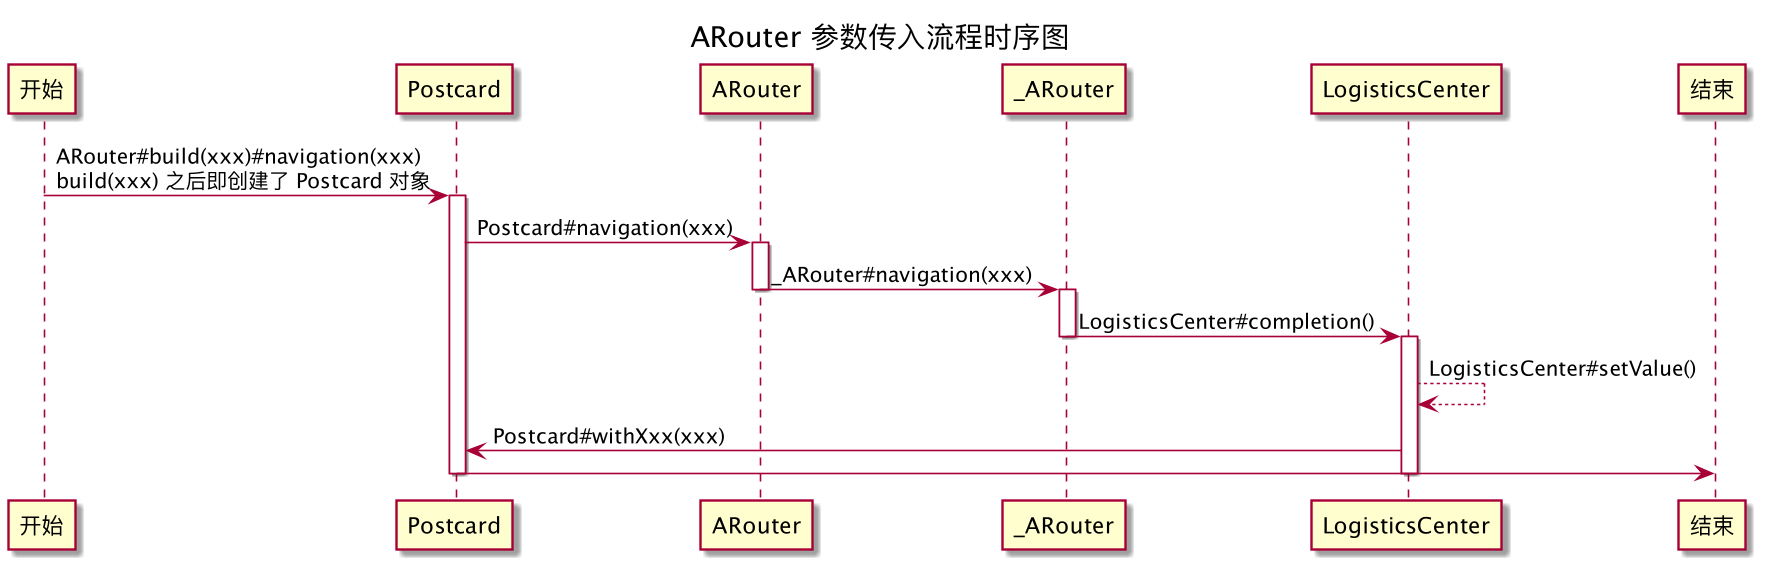 ARouter 参数传入流程时序图
开始
Postcard
ARouter
_ARouter
LogisticsCenter
结束
ARouter#build(xxx)#navigation(xxx)
build(xxx) 之后即创建了 Postcard 对象
Postcard#navigation(xxx)
_ARouter#navigation(xxx)
LogisticsCenter#completion()
LogisticsCenter#setValue()
Postcard#withXxx(xxx)
开始
Postcard
ARouter
_ARouter
LogisticsCenter
结束